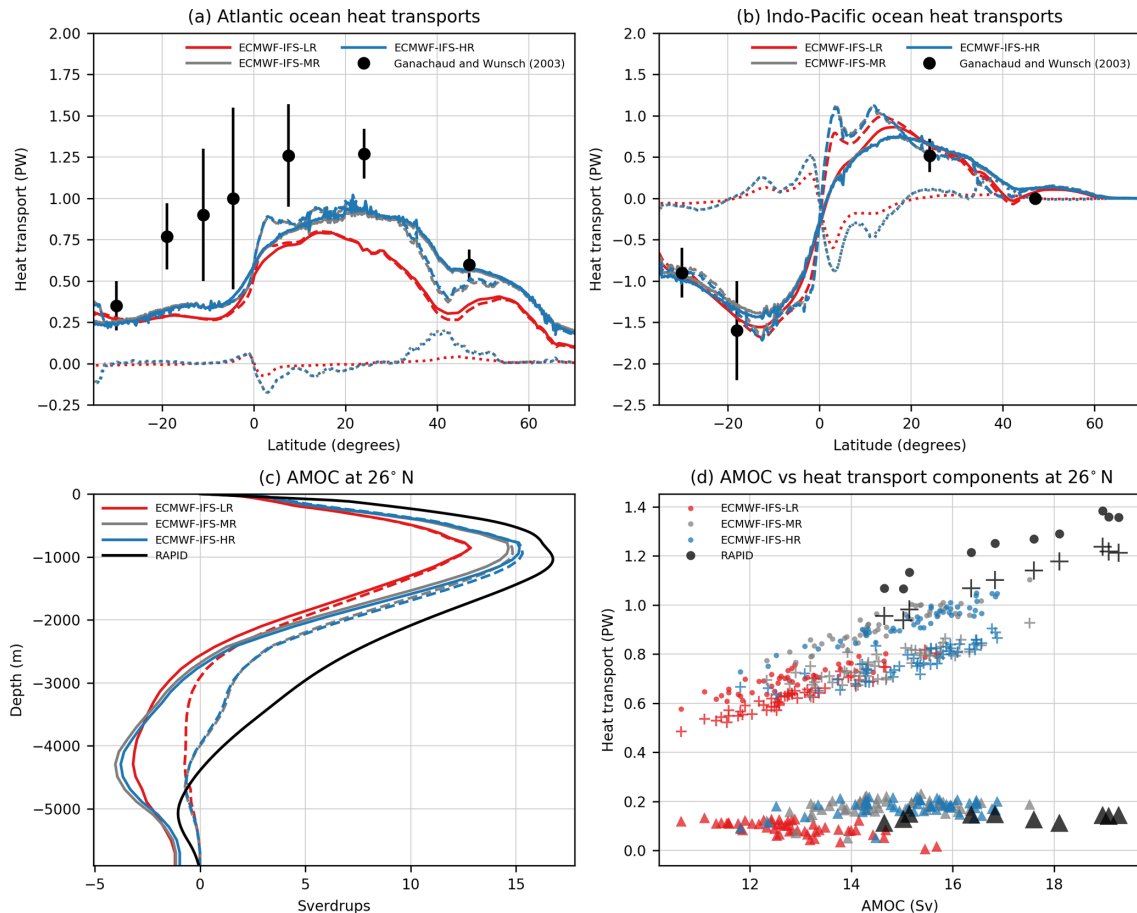 (a) Atlantic ocean heat transports
2.00
1.75
1.50
1.25
1.00
0.75
0.50
0.25
0.00
−0.25
Heat transport (PW)
ECMWF-IFS-LR
ECMWF-IFS-MR
ECMWF-IFS-HR
Ganachaud and Wunsch (2003)
−20
0
20
40
60
Latitude (degrees)
(b) Indo-Pacific ocean heat transports
2.0
1.5
1.0
0.5
0.0
−0.5
−1.0
−1.5
−2.0
−2.5
Heat transport (PW)
ECMWF-IFS-LR
ECMWF-IFS-MR
ECMWF-IFS-HR
Ganachaud and Wunsch (2003)
−20
0
20
40
60
Latitude (degrees)
(c) AMOC at 26° N
0
−1000
−2000
−3000
−4000
−5000
Depth (m)
ECMWF-IFS-LR
ECMWF-IFS-MR
ECMWF-IFS-HR
RAPID
−5
0
5
10
15
Sverdrups
(d) AMOC vs heat transport components at 26° N
1.4
1.2
1.0
0.8
0.6
0.4
0.2
0.0
Heat transport (PW)
ECMWF-IFS-LR
ECMWF-IFS-MR
ECMWF-IFS-HR
RAPID
12
14
16
18
AMOC (Sv)